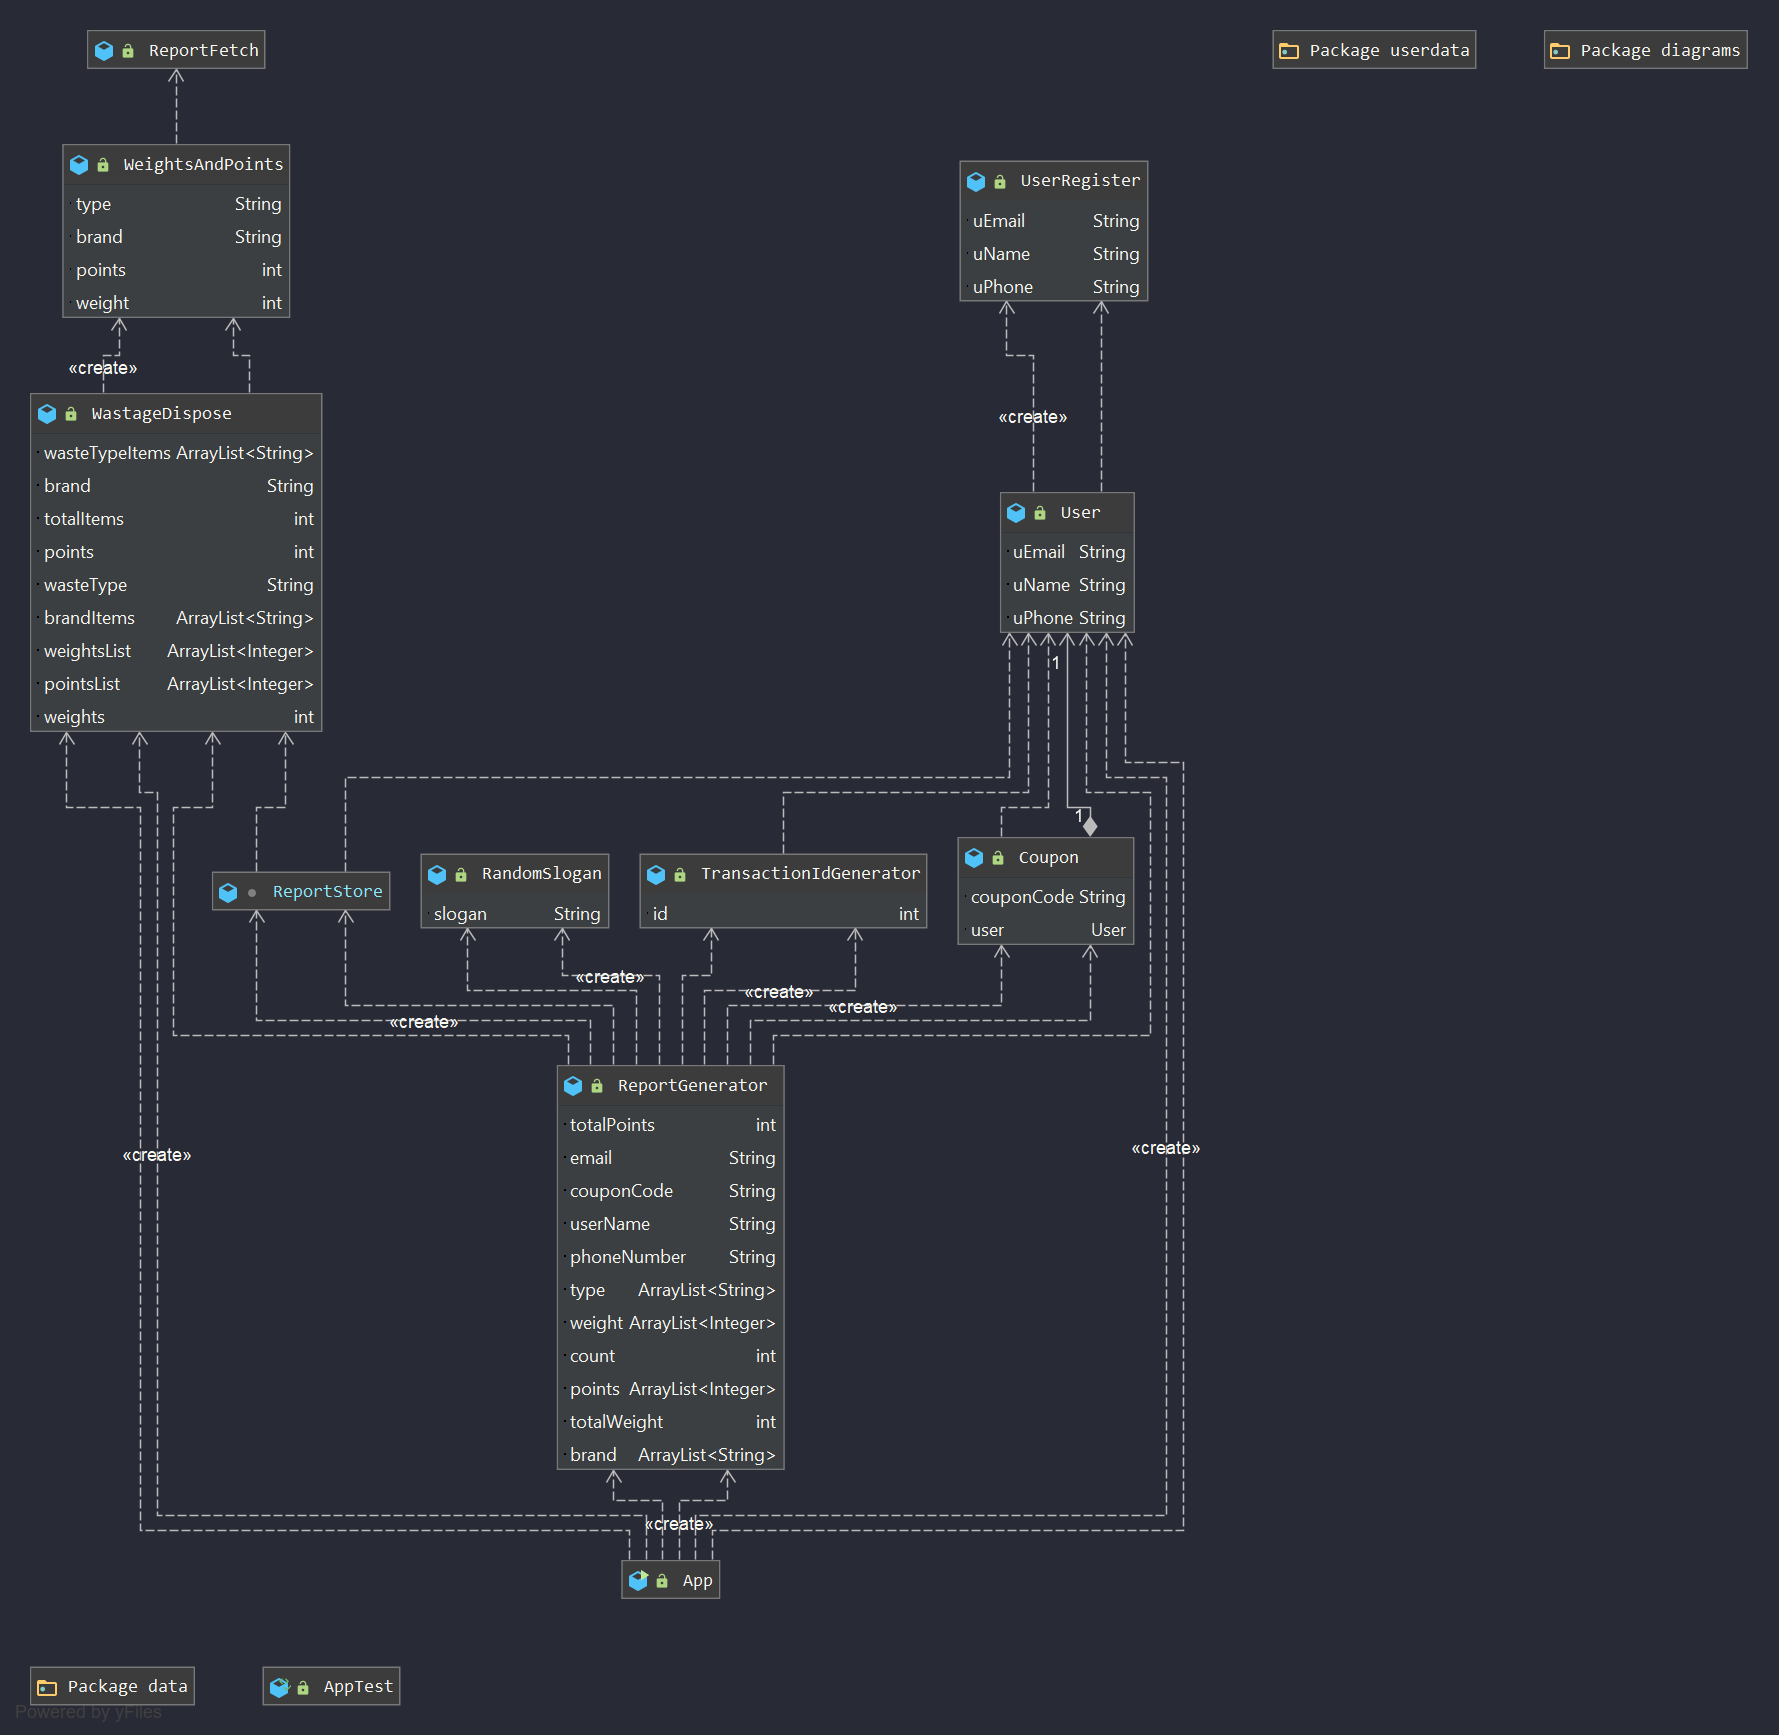 ReportFetch
Package userdata
Package diagrams
WeightsAndPoints
type String
brand String
points int
weight int
UserRegister
uEmail String
uName String
uPhone String
«create»
WastageDispose
wasteTypeItems ArrayList<String>
brand String
totalItems int
points int
wasteType String
brandItems ArrayList<String>
weightsList ArrayList<Integer>
pointsList ArrayList<Integer>
weights int
«create»
User
uEmail String
uName String
uPhone String
1
1
ReportStore
RandomSlogan
slogan String
TransactionIdGenerator
id int
Coupon
couponCode String
user User
«create»
«create»
«create»
«create»
ReportGenerator
totalPoints int
email String
couponCode String
userName String
phoneNumber String
type ArrayList<String>
weight ArrayList<Integer>
count int
points ArrayList<Integer>
totalWeight int
brand ArrayList<String>
«create»
«create»
«create»
App
Package data
AppTest
Powered by yFiles